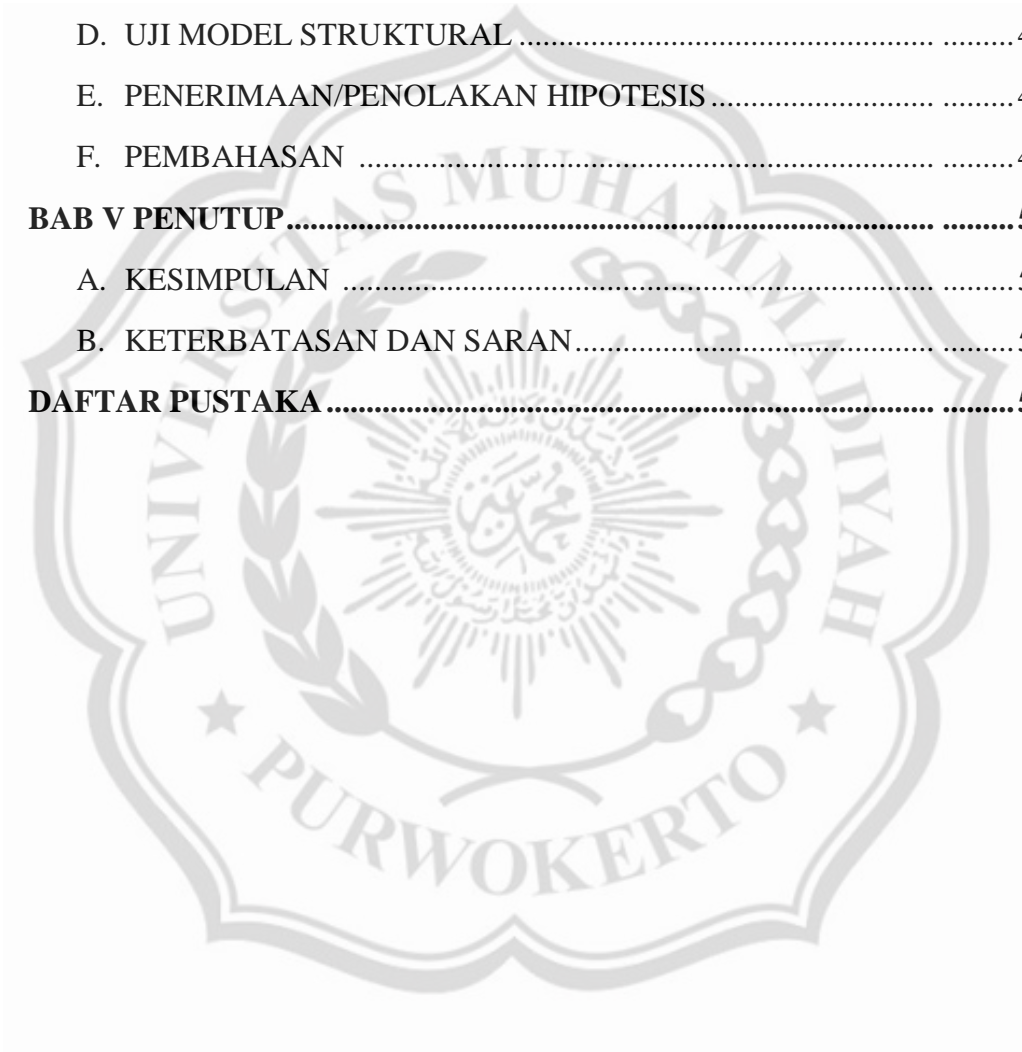 D. UJI MODEL STRUKTURAL ......................................................
E. PENERIMAAN/PENOLAKAN HIPOTESIS ......................................................
F. PEMBAHASAN ......................................................
BAB V PENUTUP ......................................................
A. KESIMPULAN ......................................................
B. KETERBATASAN DAN SARAN ......................................................
DAFTAR PUSTAKA ......................................................
UNIVERSITAS MUHAMMADIYAH
PURWOKERTO